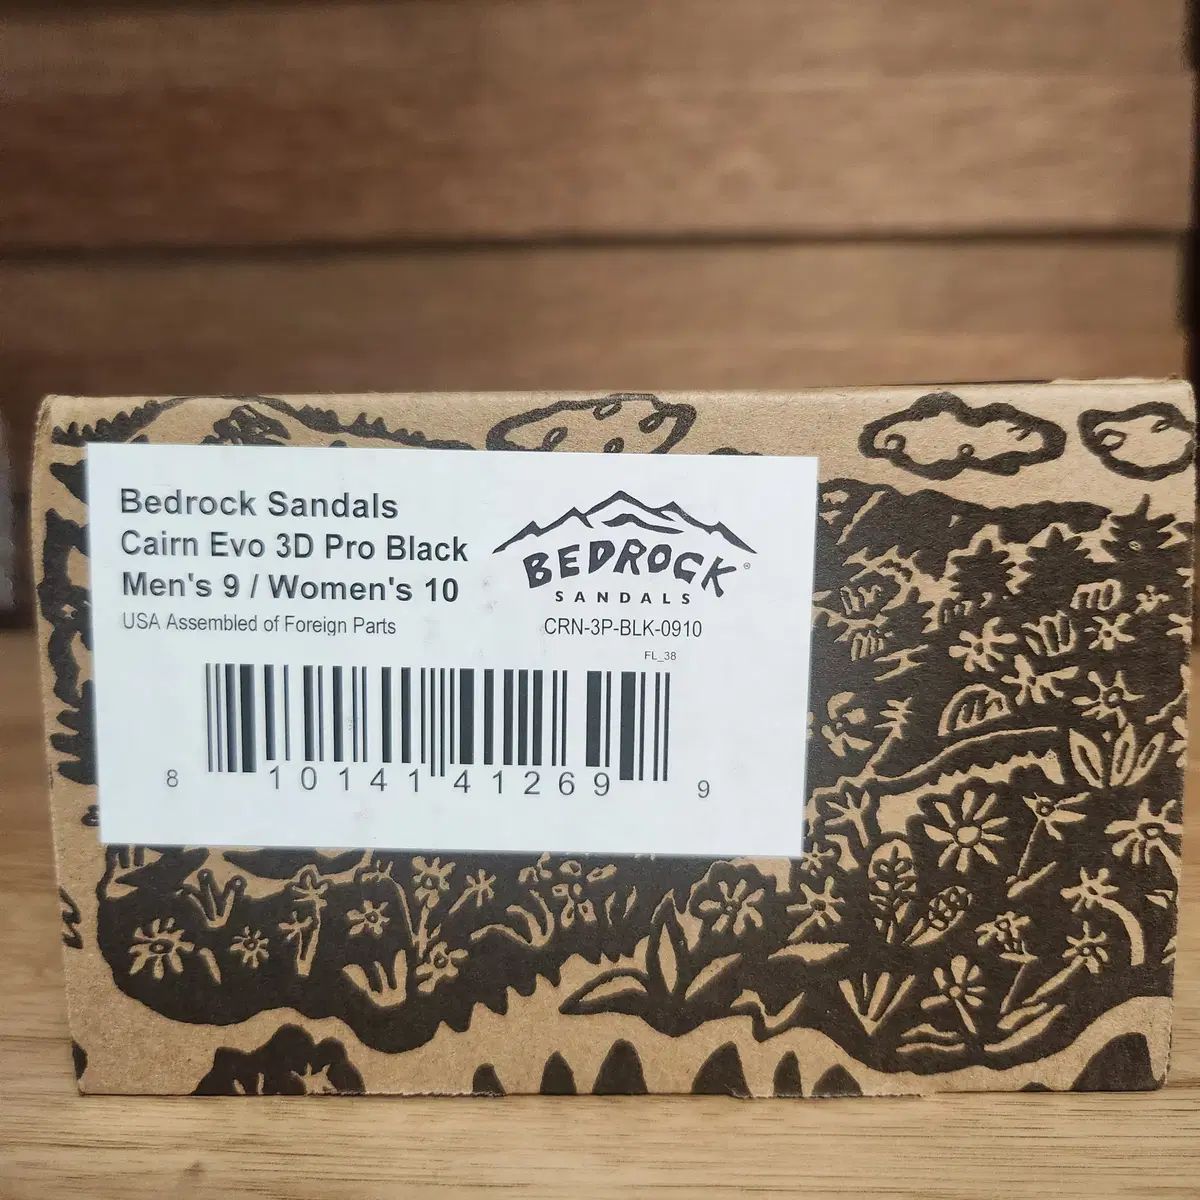 Bedrock Sandals
Cairn Evo 3D Pro Black
Men's 9 / Women's 10
USA Assembled of Foreign Parts
BEDROCK®
SANDALS
CRN-3P-BLK-0910
FL_38
8 10141 41269 9